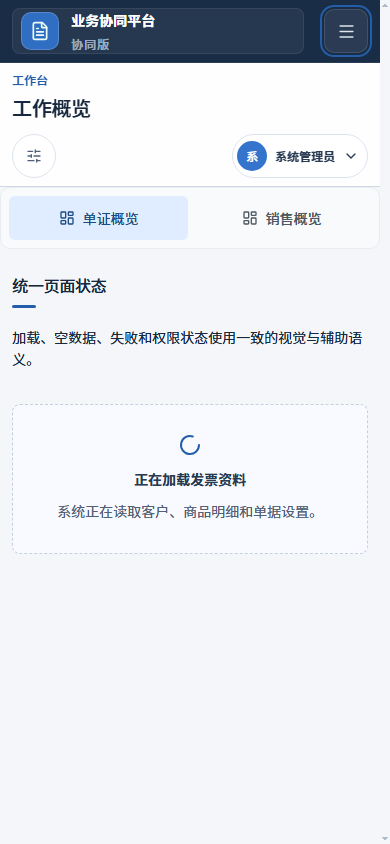 业务协同平台
协同版
工作台
工作概览
系
系统管理员
单证概览
销售概览
统一页面状态
加载、空数据、失败和权限状态使用一致的视觉与辅助语
义。
正在加载发票资料
系统正在读取客户、商品明细和单据设置。